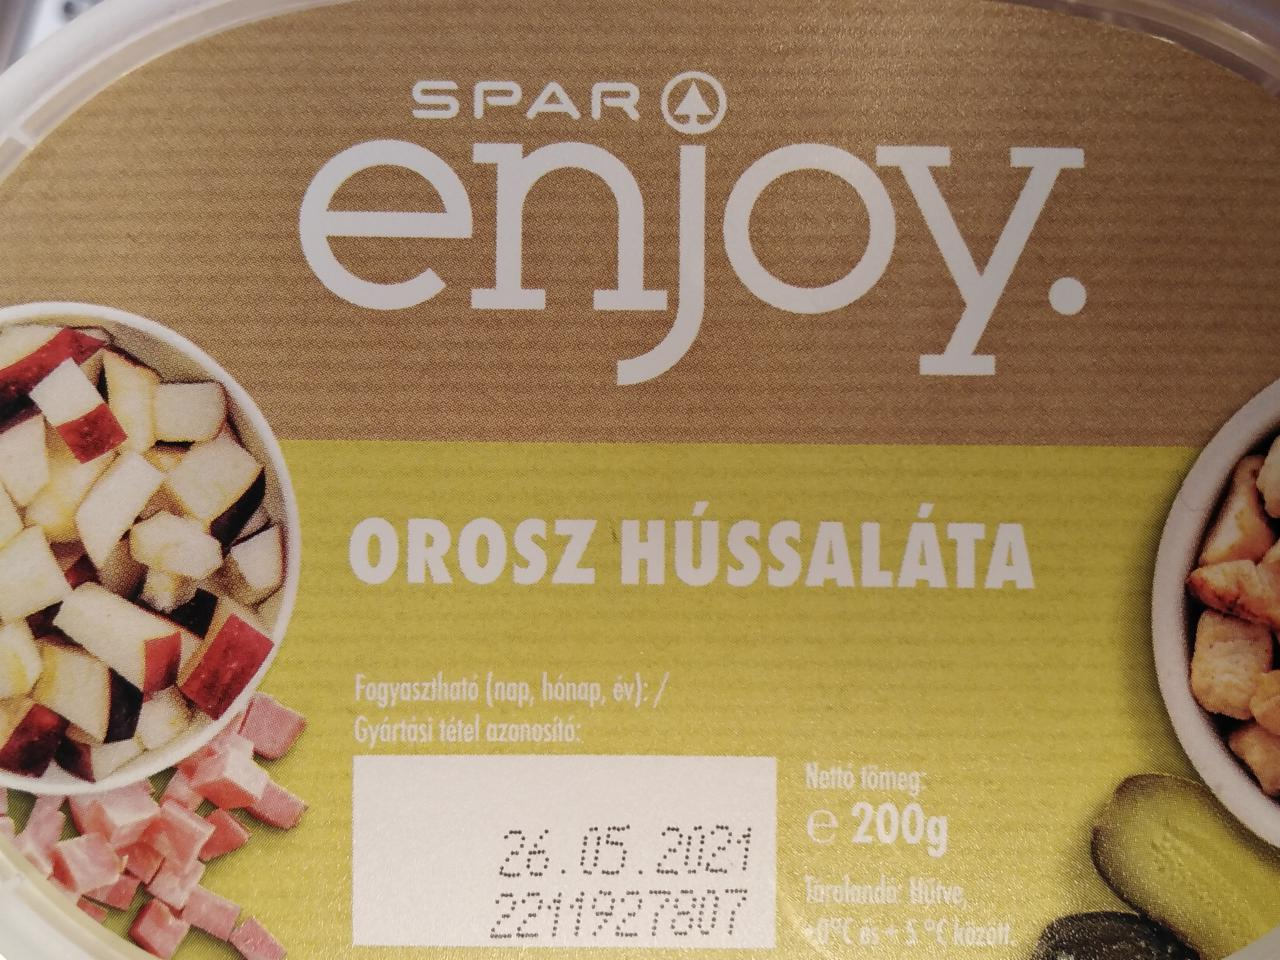 SPAR
enjoy.
OROSZ HÚSSALÁTA
Fogyasztható (nap, hónap, év): /
Gyártási tétel azonosító:
26.05.2021
2211927807
Nettó tömeg:
℮ 200g
Tárolandó: Hűtve,
+0°C és + 5 °C között.